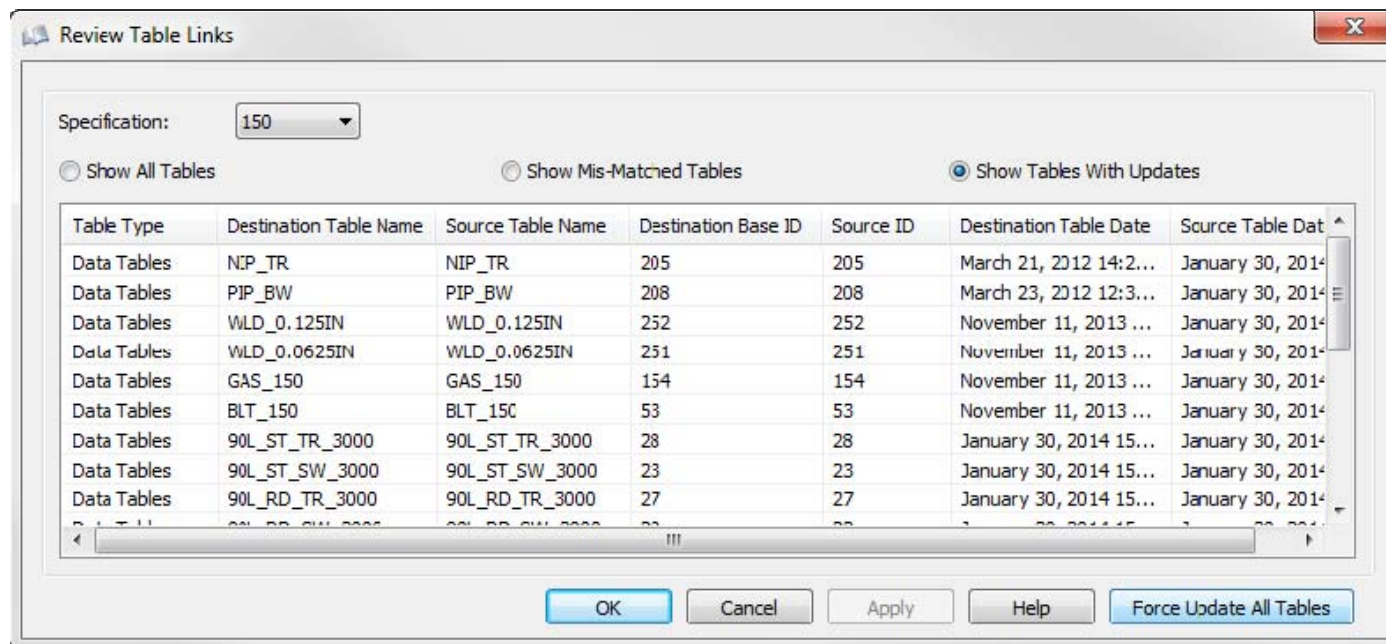 Review Table Links
Specification: 150
Show All Tables Show Mis-Matched Tables Show Tables With Updates
Table Type Destination Table Name Source Table Name Destination Base ID Source ID Destination Table Date Source Table Dat
Data Tables NIP_TR NIP_TR 205 205 March 21, 2012 14:2... January 30, 2014
Data Tables PIP_BW PIP_BW 208 208 March 23, 2012 12:3... January 30, 2014
Data Tables WLD_0.125IN WLD_0.125IN 252 252 November 11, 2013 ... January 30, 2014
Data Tables WLD_0.0625IN WLD_0.0625IN 251 251 November 11, 2013 ... January 30, 2014
Data Tables GAS_150 GAS_150 154 154 November 11, 2013 ... January 30, 2014
Data Tables BLT_150 BLT_150 53 53 November 11, 2013 ... January 30, 2014
Data Tables 90L_ST_TR_3000 90L_ST_TR_3000 28 28 January 30, 2014 15... January 30, 2014
Data Tables 90L_ST_SW_3000 90L_ST_SW_3000 23 23 January 30, 2014 15... January 30, 2014
Data Tables 90L_RD_TR_3000 90L_RD_TR_3000 27 27 January 30, 2014 15... January 30, 2014
OK Cancel Apply Help Force Update All Tables